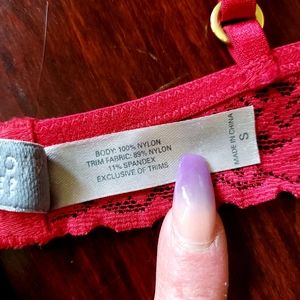 BODY: 100% NYLON
TRIM FABRIC: 89% NYLON
11% SPANDEX
EXCLUSIVE OF TRIMS
MADE IN CHINA
S